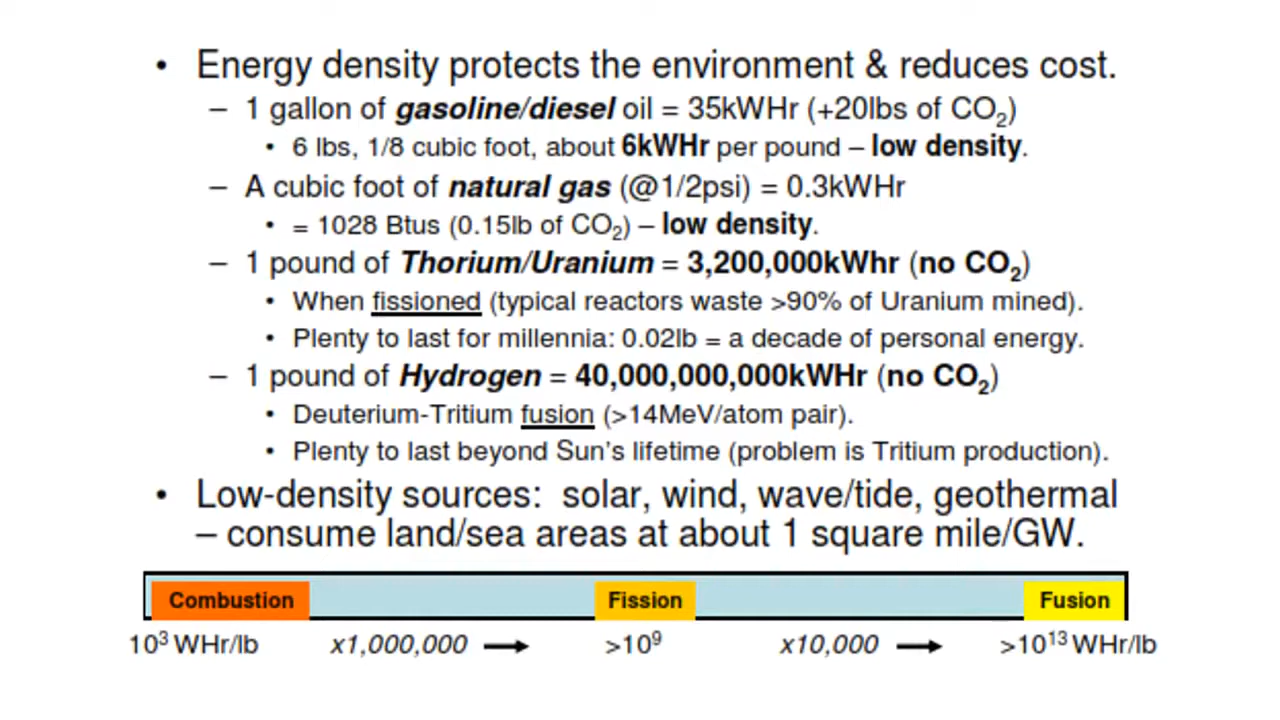 • Energy density protects the environment & reduces cost.
– 1 gallon of gasoline/diesel oil = 35kWHr (+20lbs of CO₂)
• 6 lbs, 1/8 cubic foot, about 6kWHr per pound – low density.
– A cubic foot of natural gas (@1/2psi) = 0.3kWHr
• = 1028 Btus (0.15lb of CO₂) – low density.
– 1 pound of Thorium/Uranium = 3,200,000kWhr (no CO₂)
• When fissioned (typical reactors waste >90% of Uranium mined).
• Plenty to last for millennia: 0.02lb = a decade of personal energy.
– 1 pound of Hydrogen = 40,000,000,000kWHr (no CO₂)
• Deuterium-Tritium fusion (>14MeV/atom pair).
• Plenty to last beyond Sun's lifetime (problem is Tritium production).
• Low-density sources: solar, wind, wave/tide, geothermal
– consume land/sea areas at about 1 square mile/GW.
Combustion Fission Fusion
10³ WHr/lb x1,000,000 → >10⁹ x10,000 → >10¹³ WHr/lb